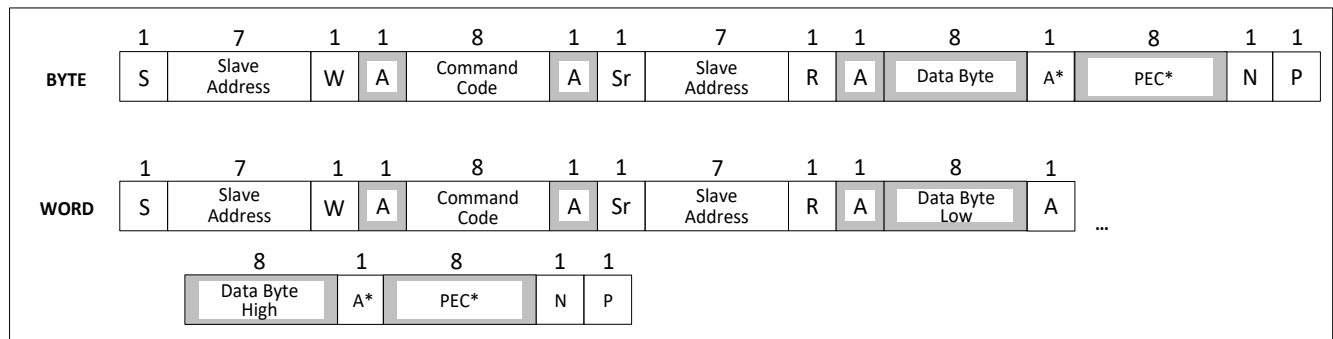 1 7 1 1 8 1 1 7 1 1 8 1 8 1 1
BYTE S Slave Address W A Command Code A Sr Slave Address R A Data Byte A* PEC* N P
1 7 1 1 8 1 1 7 1 1 8 1
WORD S Slave Address W A Command Code A Sr Slave Address R A Data Byte Low A ...
8 1 8 1 1
Data Byte High A* PEC* N P